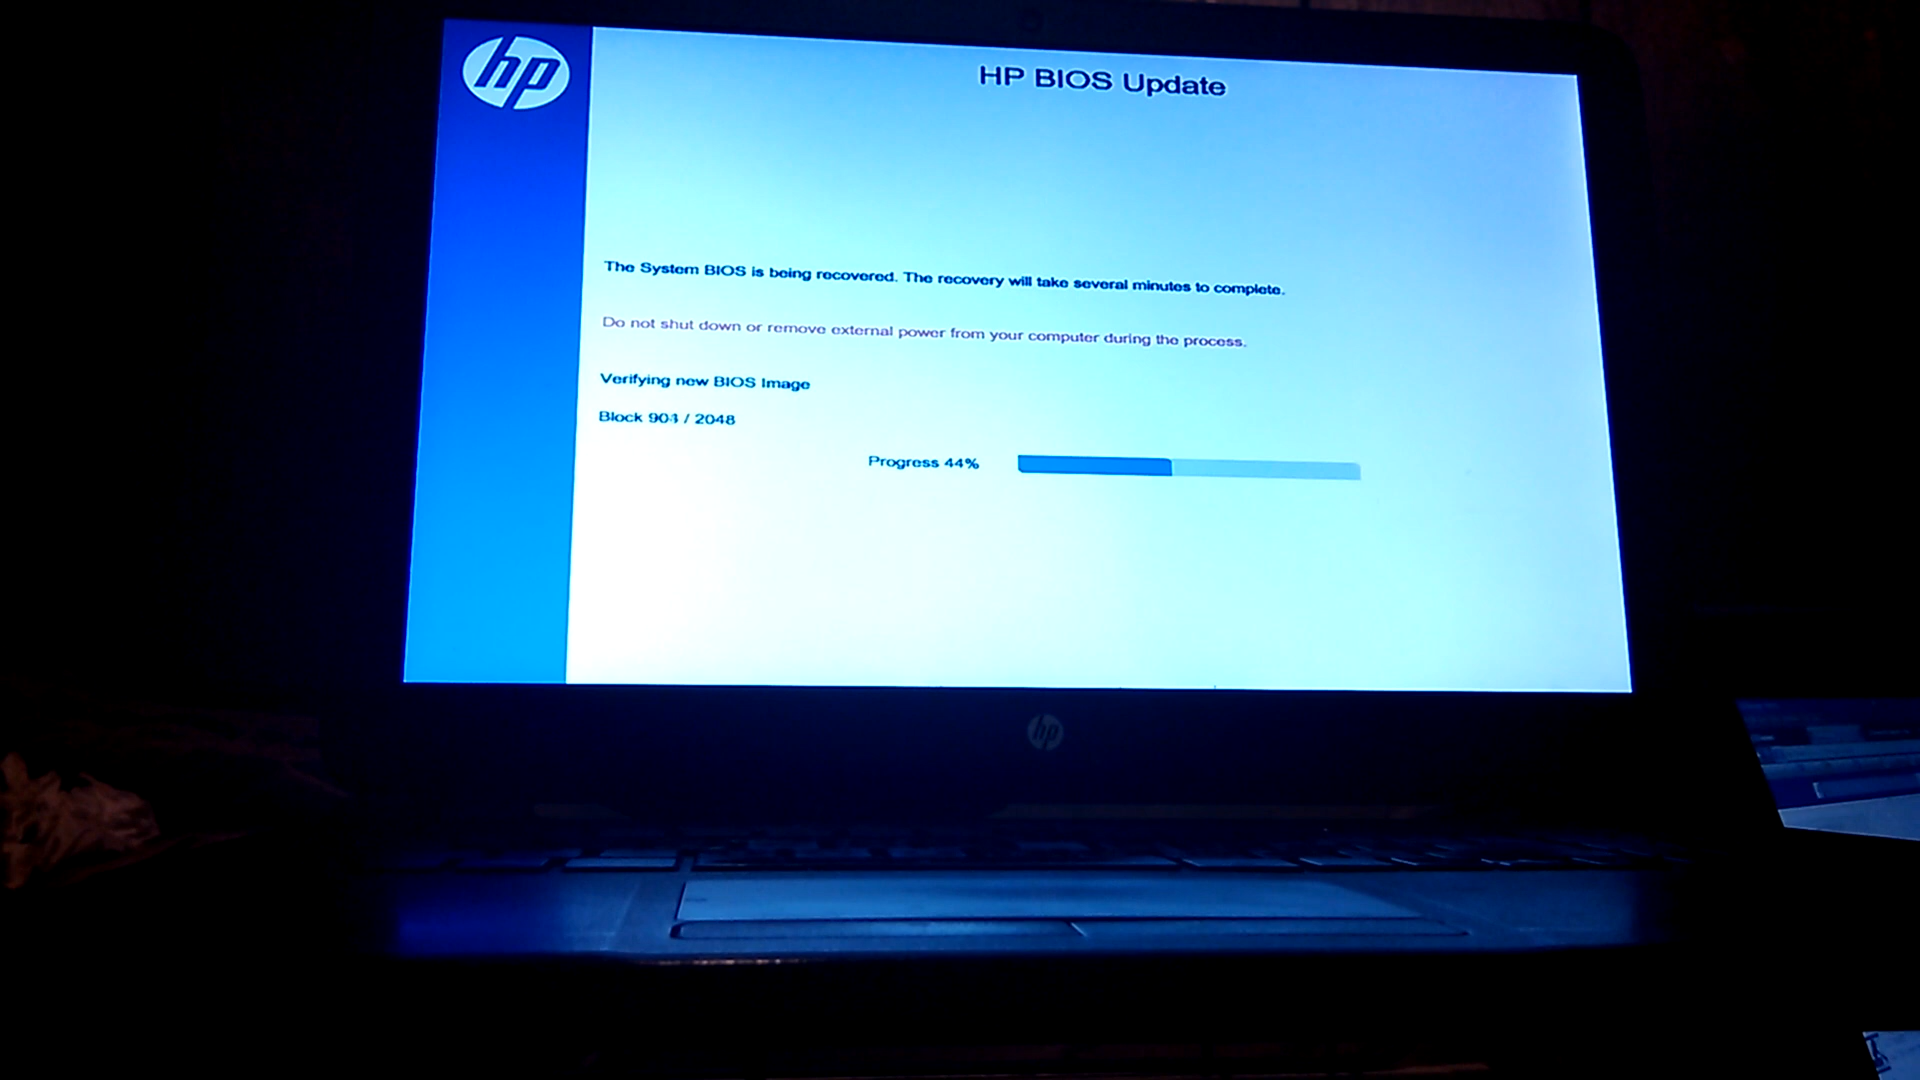 hp
HP BIOS Update
The System BIOS is being recovered. The recovery will take several minutes to complete.
Do not shut down or remove external power from your computer during the process.
Verifying new BIOS Image
Block / 2048
Progress 44%
hp